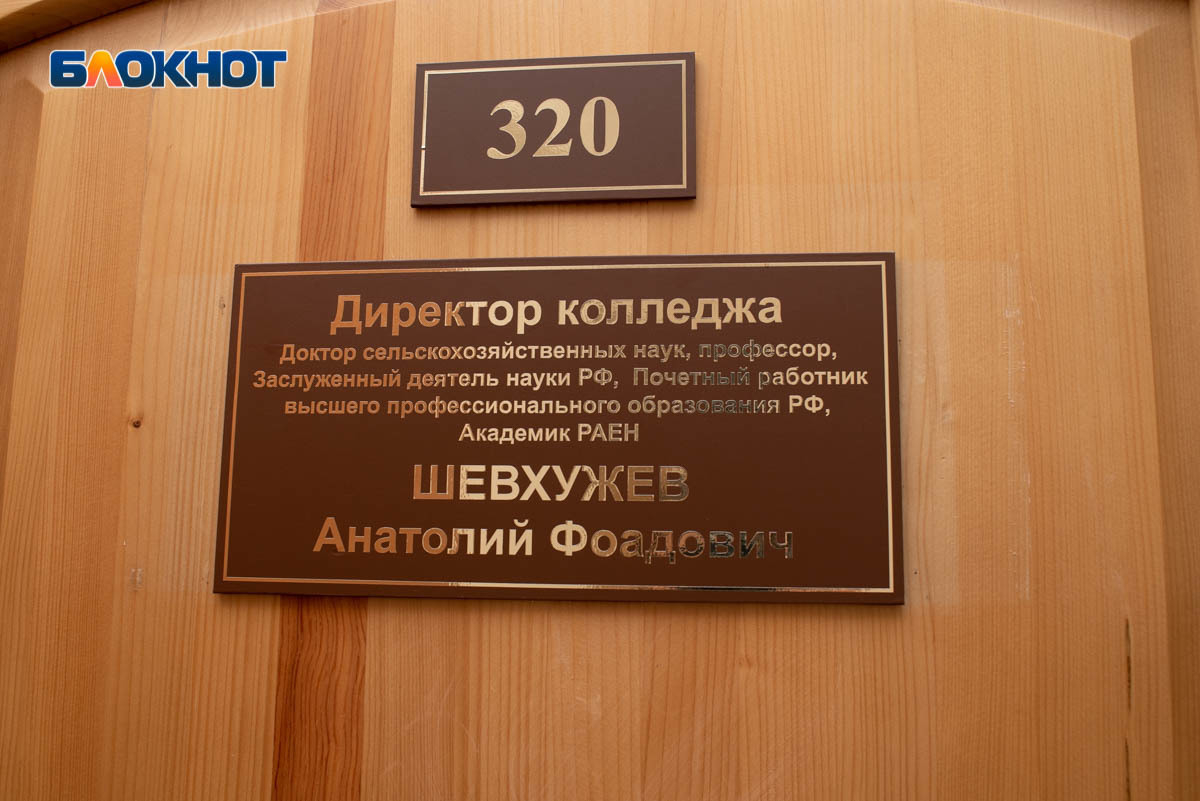 БЛОКНОТ
320
Директор колледжа
Доктор сельскохозяйственных наук, профессор,
Заслуженный деятель науки РФ, Почетный работник
высшего профессионального образования РФ,
Академик РАЕН
ШЕВХУЖЕВ
Анатолий Фоадович